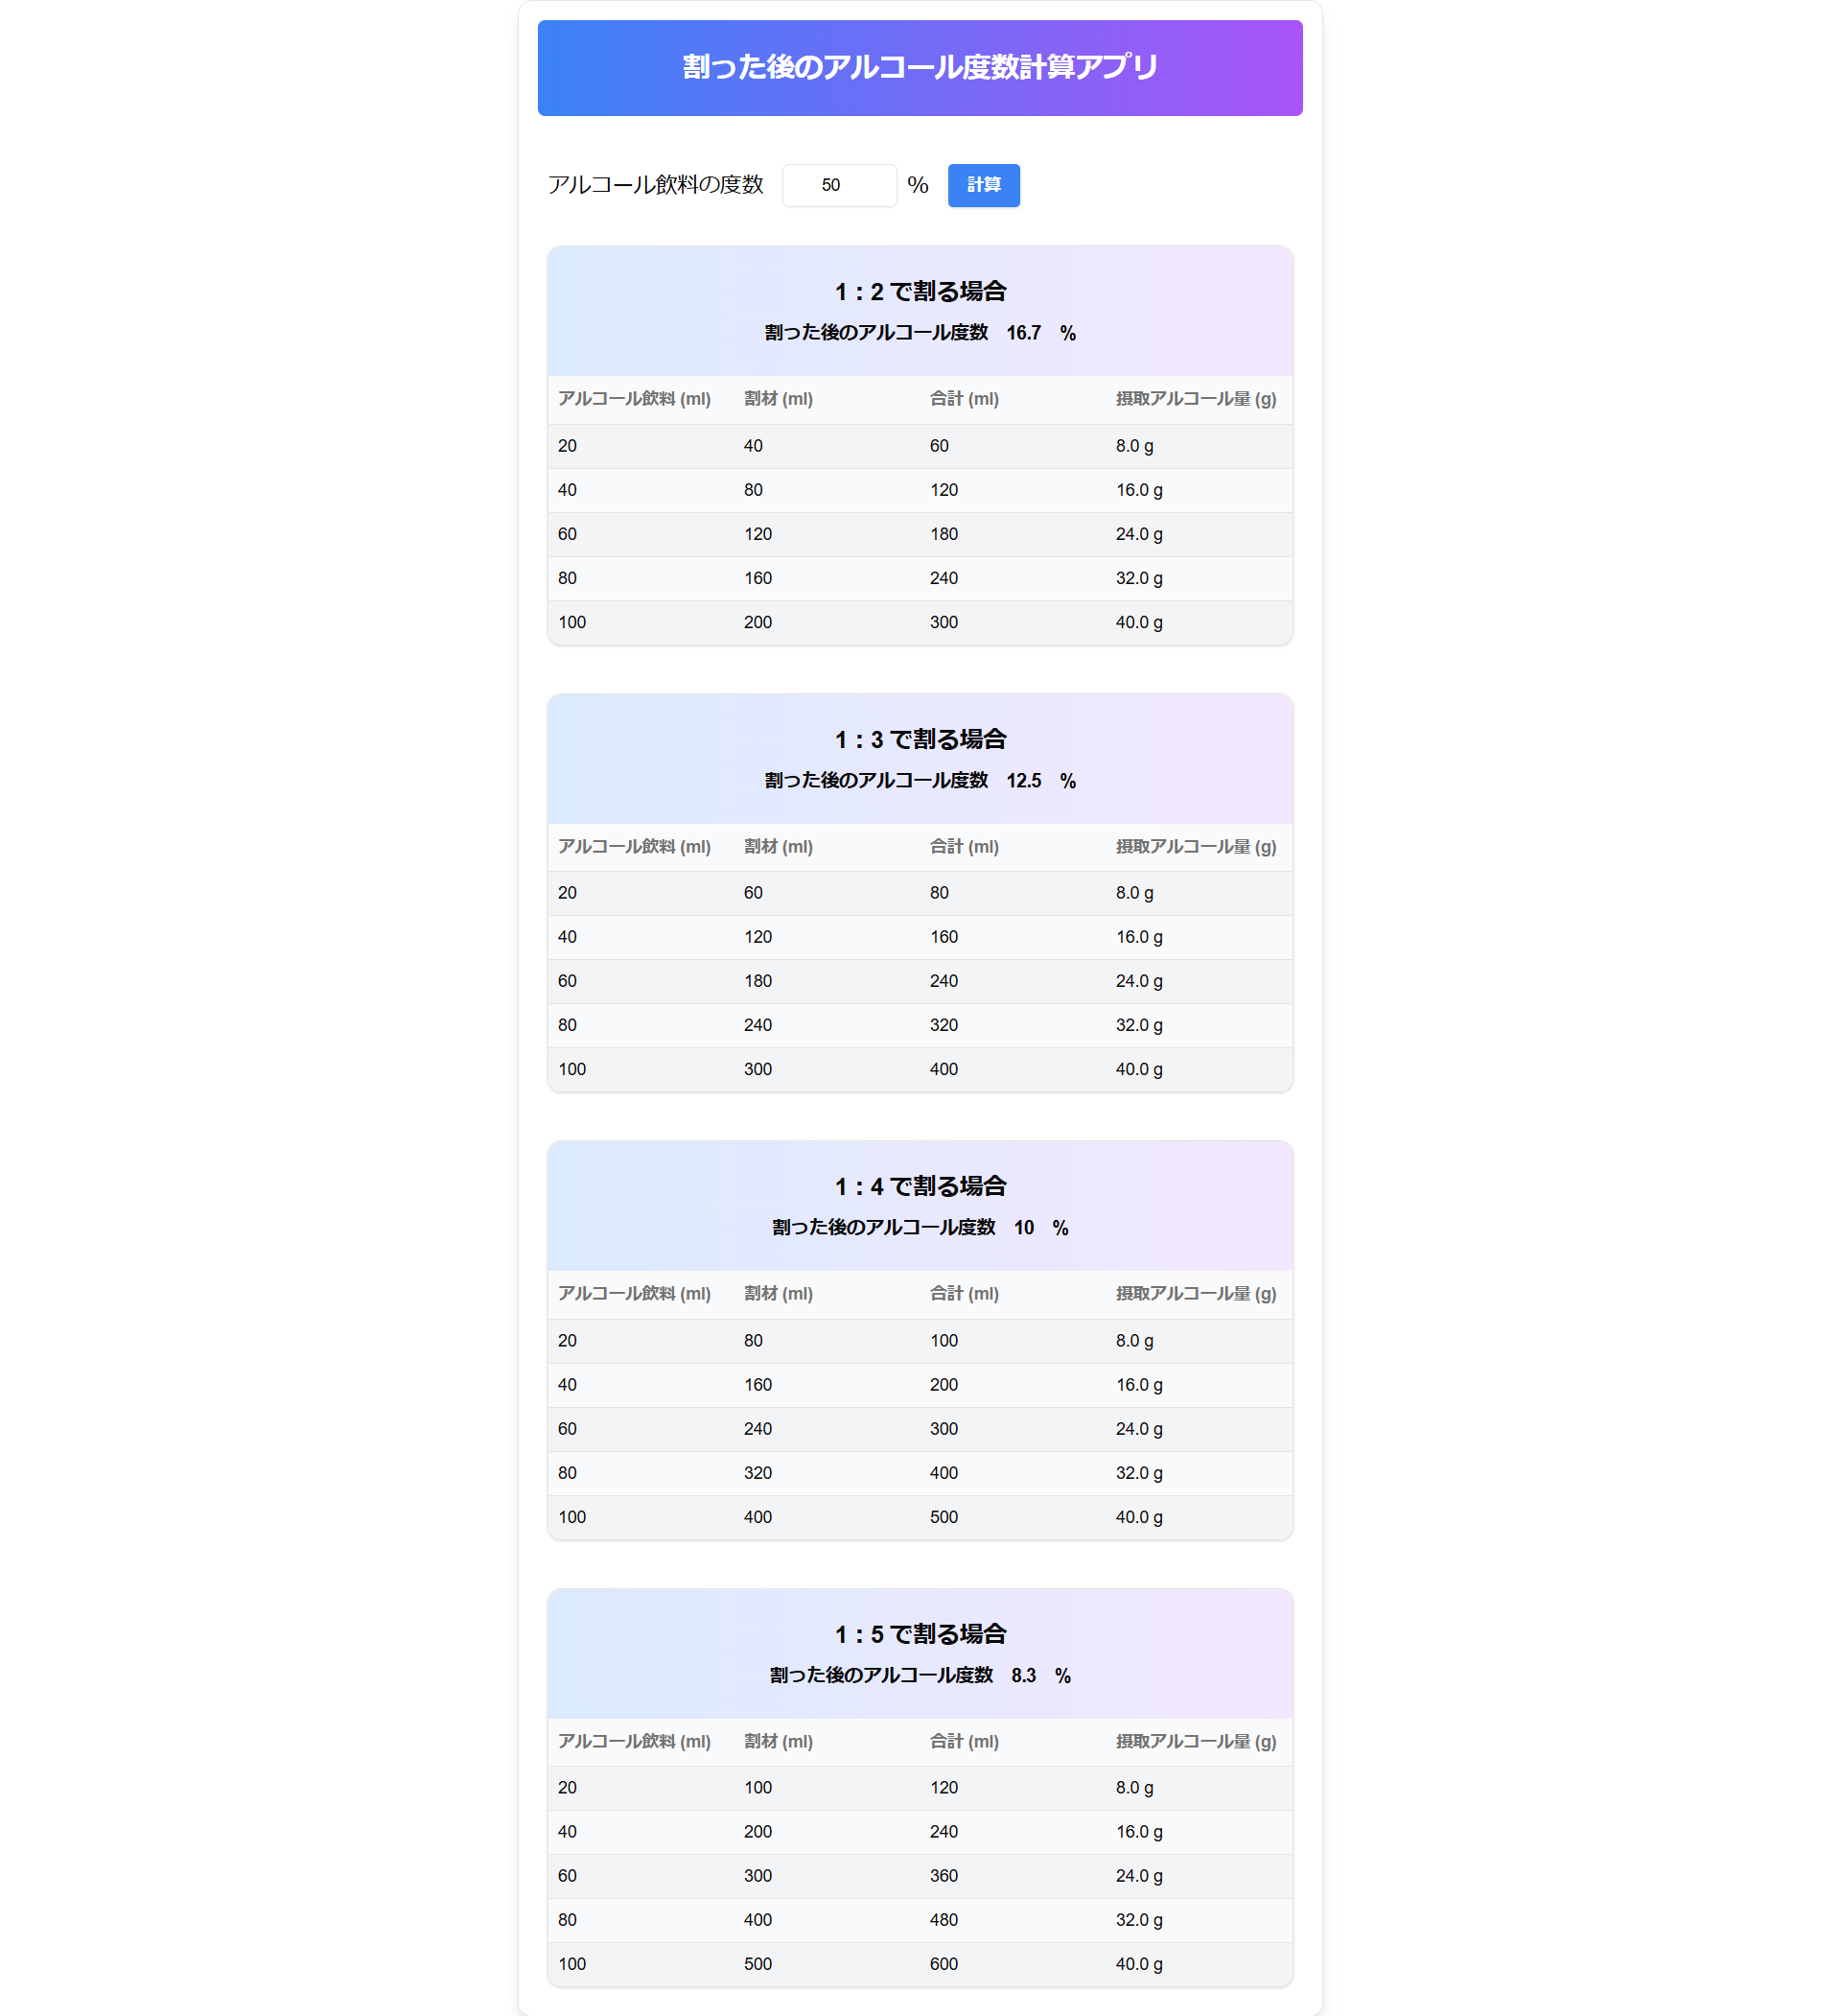 割った後のアルコール度数計算アプリ
アルコール飲料の度数 50 % 計算
1：2 で割る場合
割った後のアルコール度数　16.7　%
アルコール飲料 (ml) 割材 (ml) 合計 (ml) 摂取アルコール量 (g)
20 40 60 8.0 g
40 80 120 16.0 g
60 120 180 24.0 g
80 160 240 32.0 g
100 200 300 40.0 g
1：3 で割る場合
割った後のアルコール度数　12.5　%
アルコール飲料 (ml) 割材 (ml) 合計 (ml) 摂取アルコール量 (g)
20 60 80 8.0 g
40 120 160 16.0 g
60 180 240 24.0 g
80 240 320 32.0 g
100 300 400 40.0 g
1：4 で割る場合
割った後のアルコール度数　10　%
アルコール飲料 (ml) 割材 (ml) 合計 (ml) 摂取アルコール量 (g)
20 80 100 8.0 g
40 160 200 16.0 g
60 240 300 24.0 g
80 320 400 32.0 g
100 400 500 40.0 g
1：5 で割る場合
割った後のアルコール度数　8.3　%
アルコール飲料 (ml) 割材 (ml) 合計 (ml) 摂取アルコール量 (g)
20 100 120 8.0 g
40 200 240 16.0 g
60 300 360 24.0 g
80 400 480 32.0 g
100 500 600 40.0 g